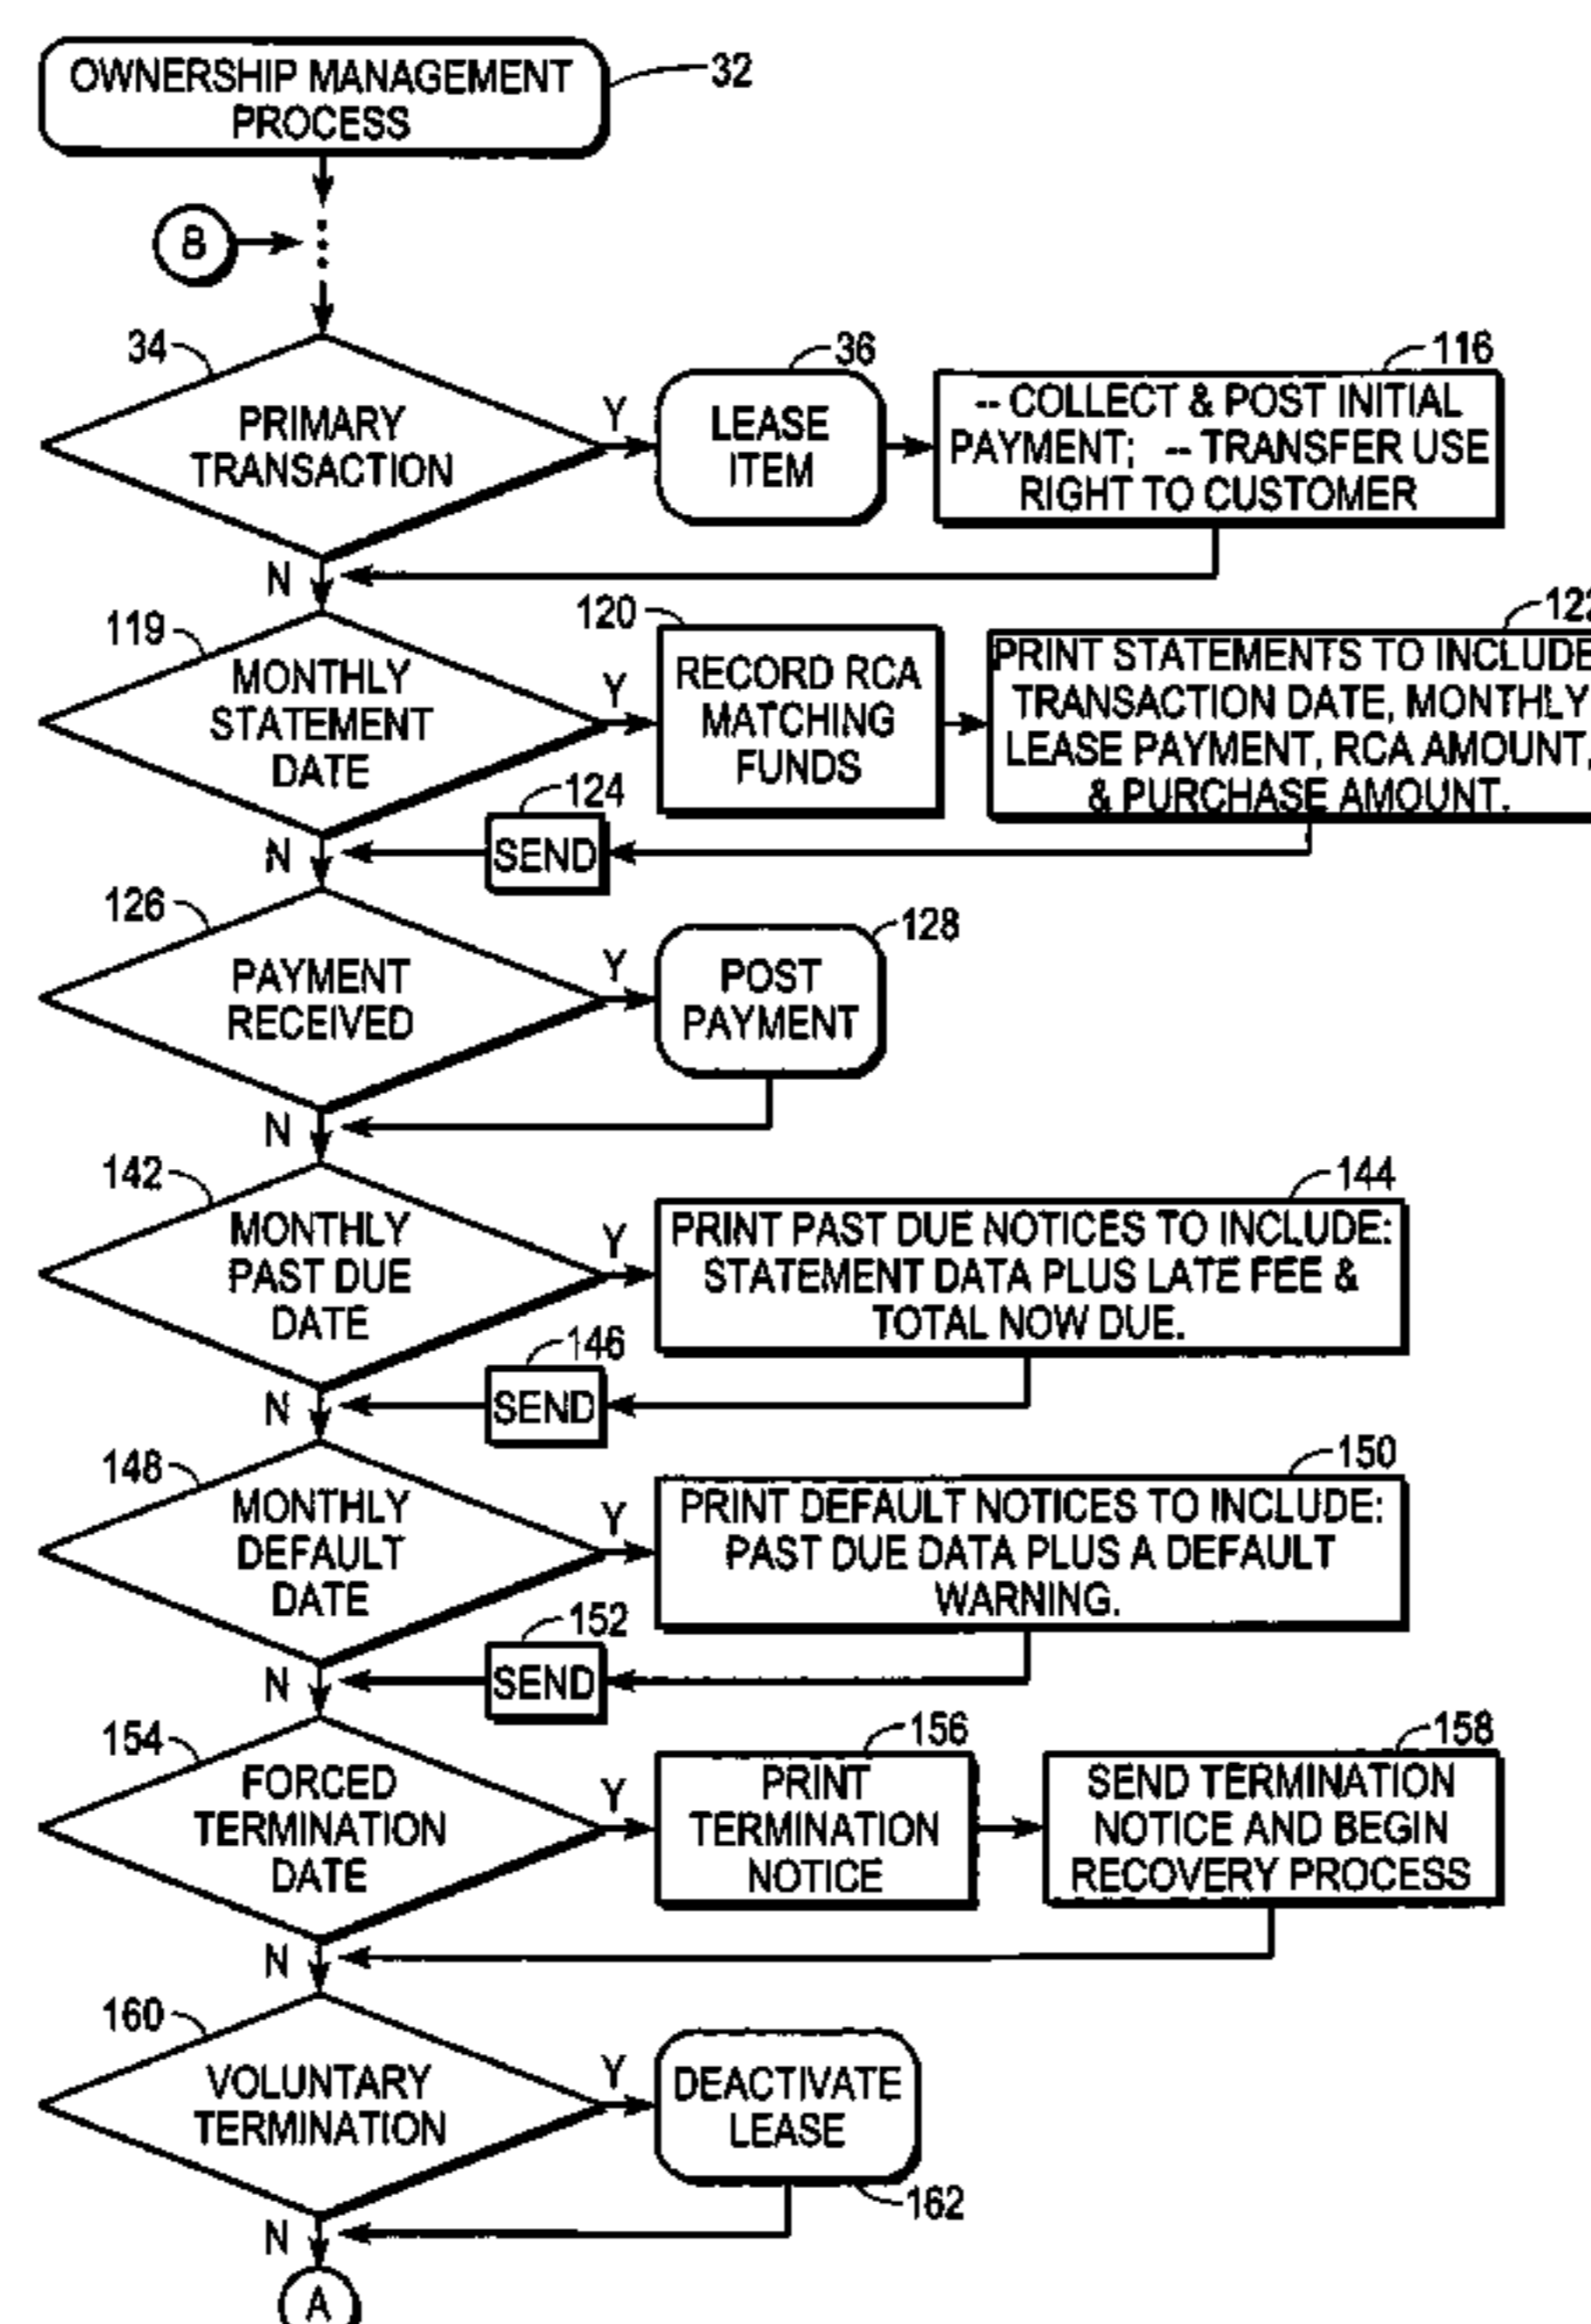 OWNERSHIP MANAGEMENT
PROCESS
32
8
34
PRIMARY
TRANSACTION
Y
N
36
LEASE
ITEM
116
-- COLLECT & POST INITIAL
PAYMENT; -- TRANSFER USE
RIGHT TO CUSTOMER
119
MONTHLY
STATEMENT
DATE
Y
N
120
RECORD RCA
MATCHING
FUNDS
122
PRINT STATEMENTS TO INCLUDE
TRANSACTION DATE, MONTHLY
LEASE PAYMENT, RCA AMOUNT,
& PURCHASE AMOUNT.
124
SEND
126
PAYMENT
RECEIVED
Y
N
128
POST
PAYMENT
142
MONTHLY
PAST DUE
DATE
Y
N
144
PRINT PAST DUE NOTICES TO INCLUDE:
STATEMENT DATA PLUS LATE FEE &
TOTAL NOW DUE.
146
SEND
148
MONTHLY
DEFAULT
DATE
Y
N
150
PRINT DEFAULT NOTICES TO INCLUDE:
PAST DUE DATA PLUS A DEFAULT
WARNING.
152
SEND
154
FORCED
TERMINATION
DATE
Y
N
156
PRINT
TERMINATION
NOTICE
158
SEND TERMINATION
NOTICE AND BEGIN
RECOVERY PROCESS
160
VOLUNTARY
TERMINATION
Y
N
DEACTIVATE
LEASE
162
A